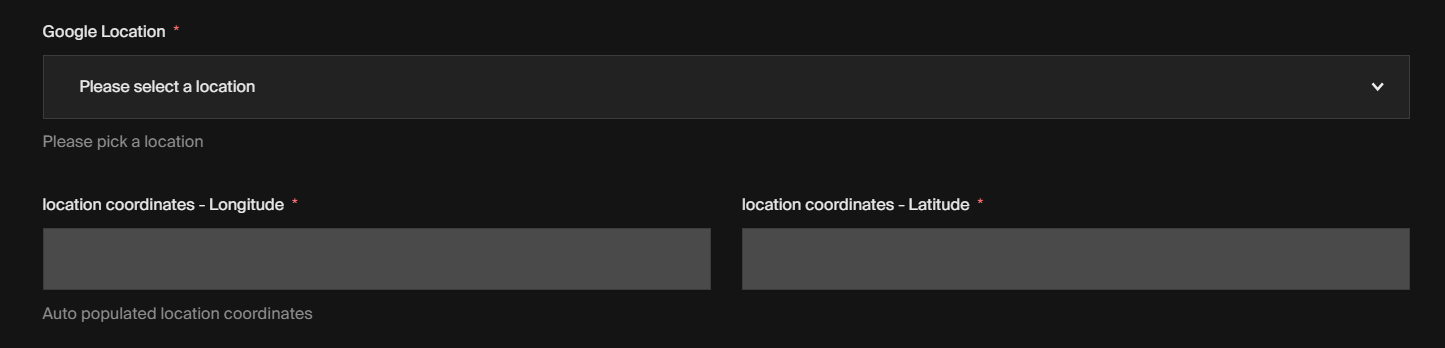 Google Location *
Please select a location
Please pick a location
location coordinates - Longitude *
location coordinates - Latitude *
Auto populated location coordinates